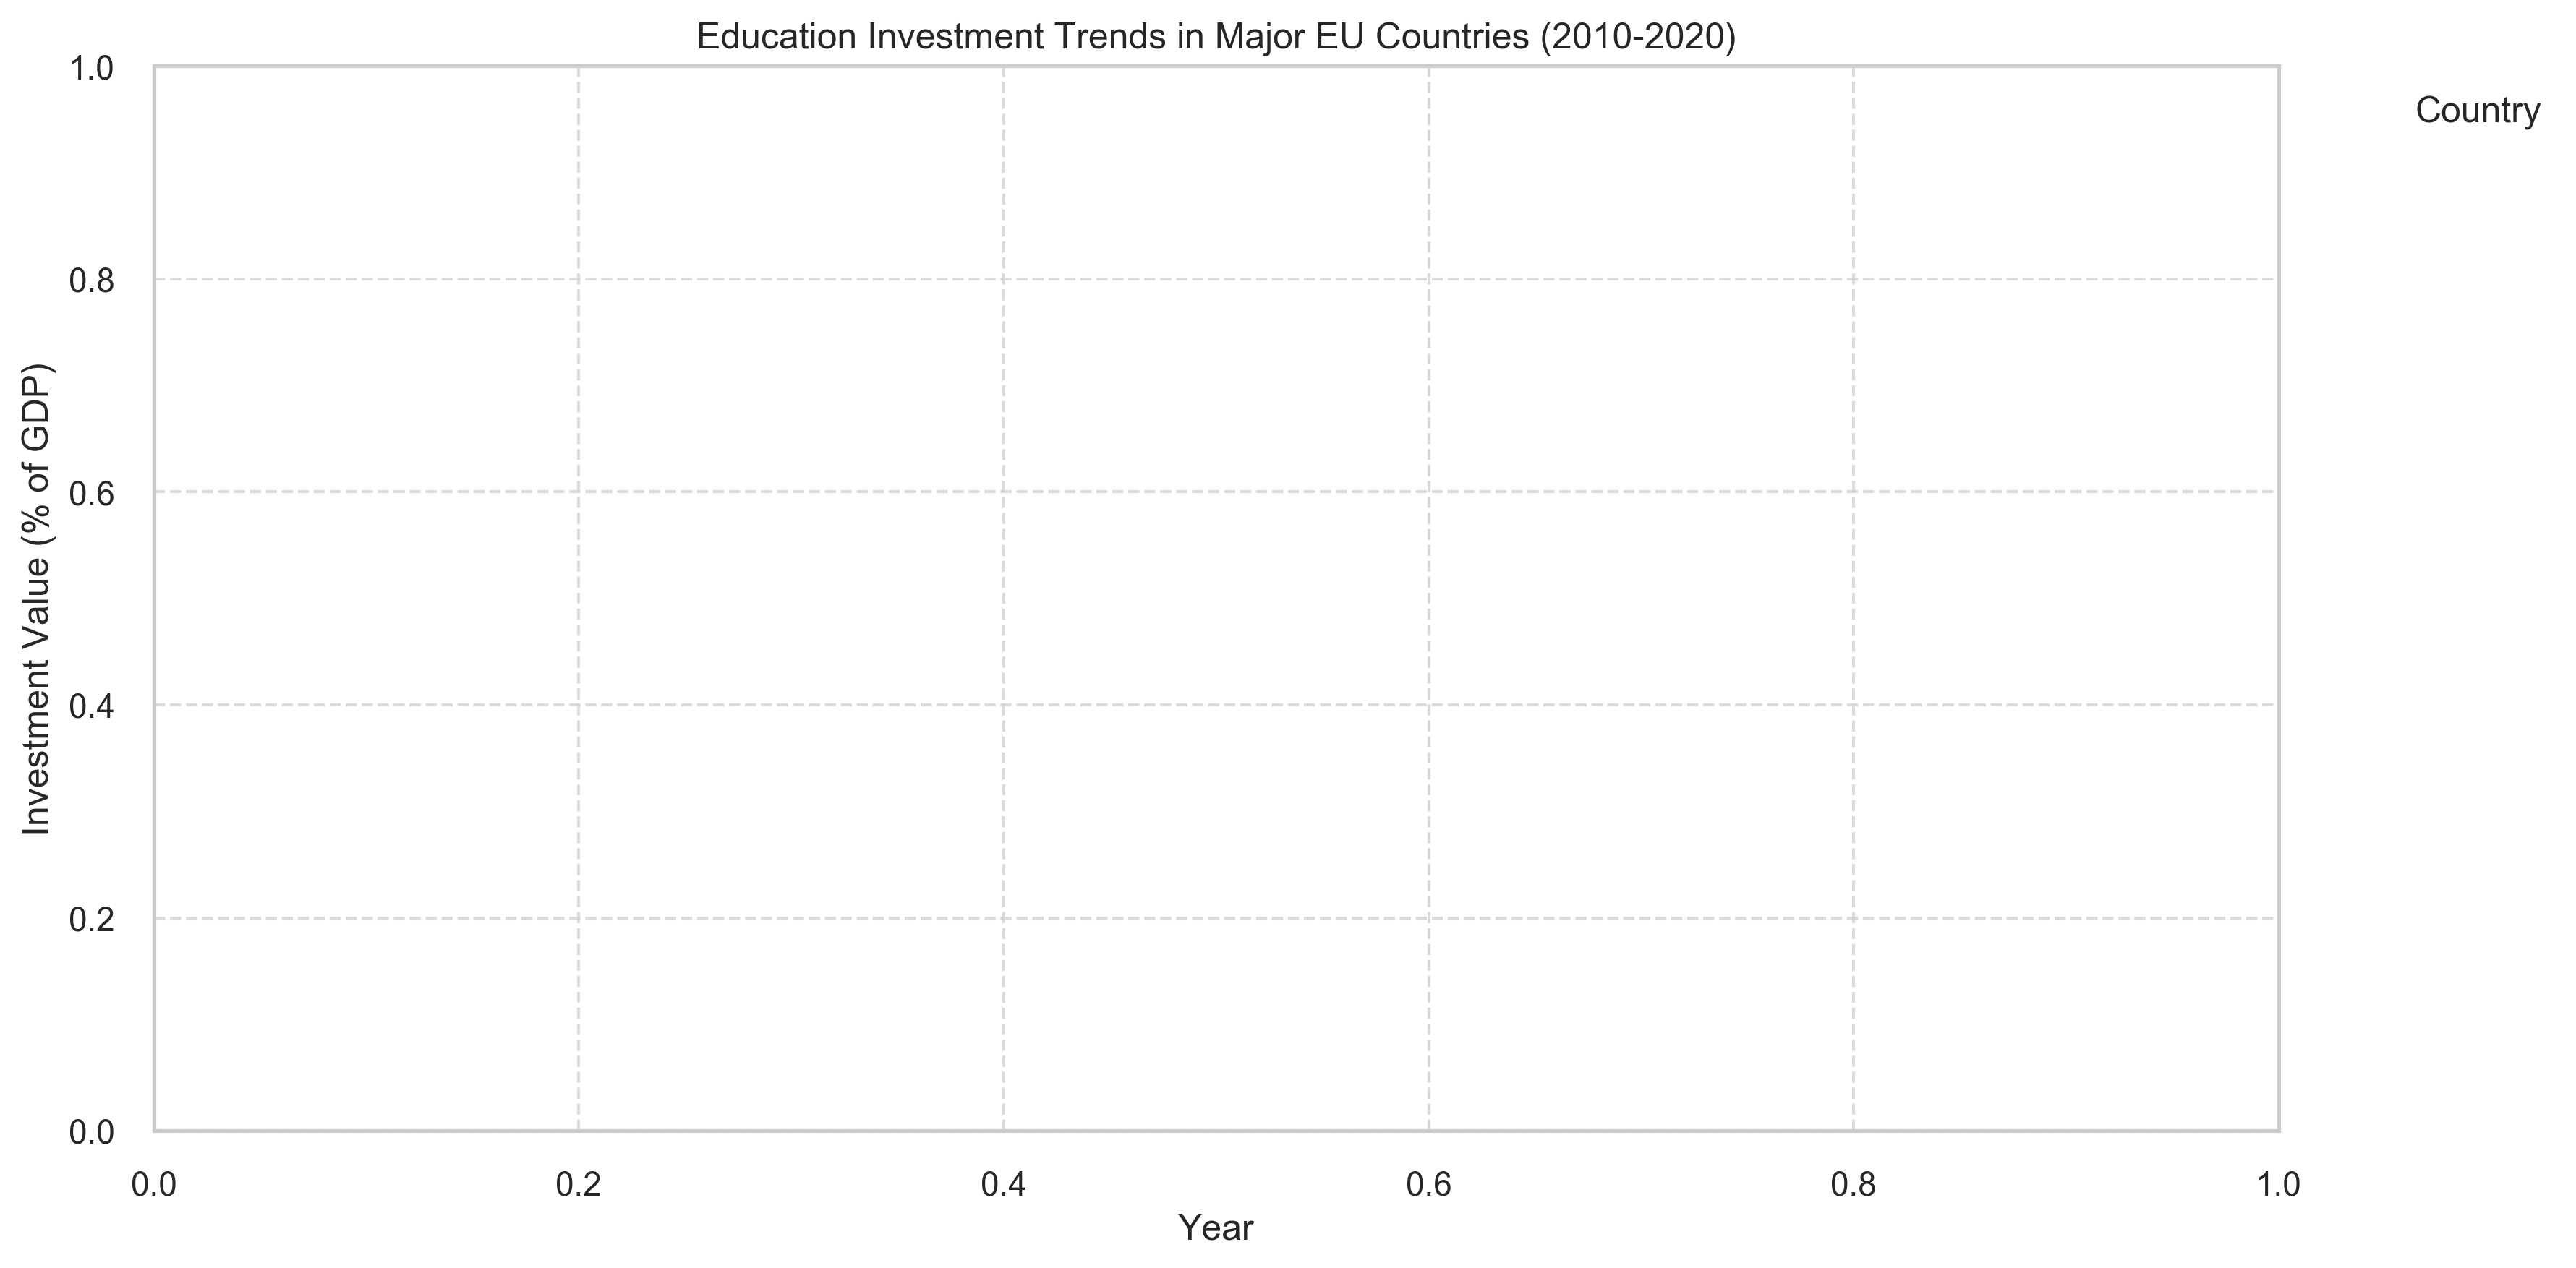 Education Investment Trends in Major EU Countries (2010-2020)
Country
Investment Value (% of GDP)
1.0
0.8
0.6
0.4
0.2
0.0
0.0 0.2 0.4 0.6 0.8 1.0
Year